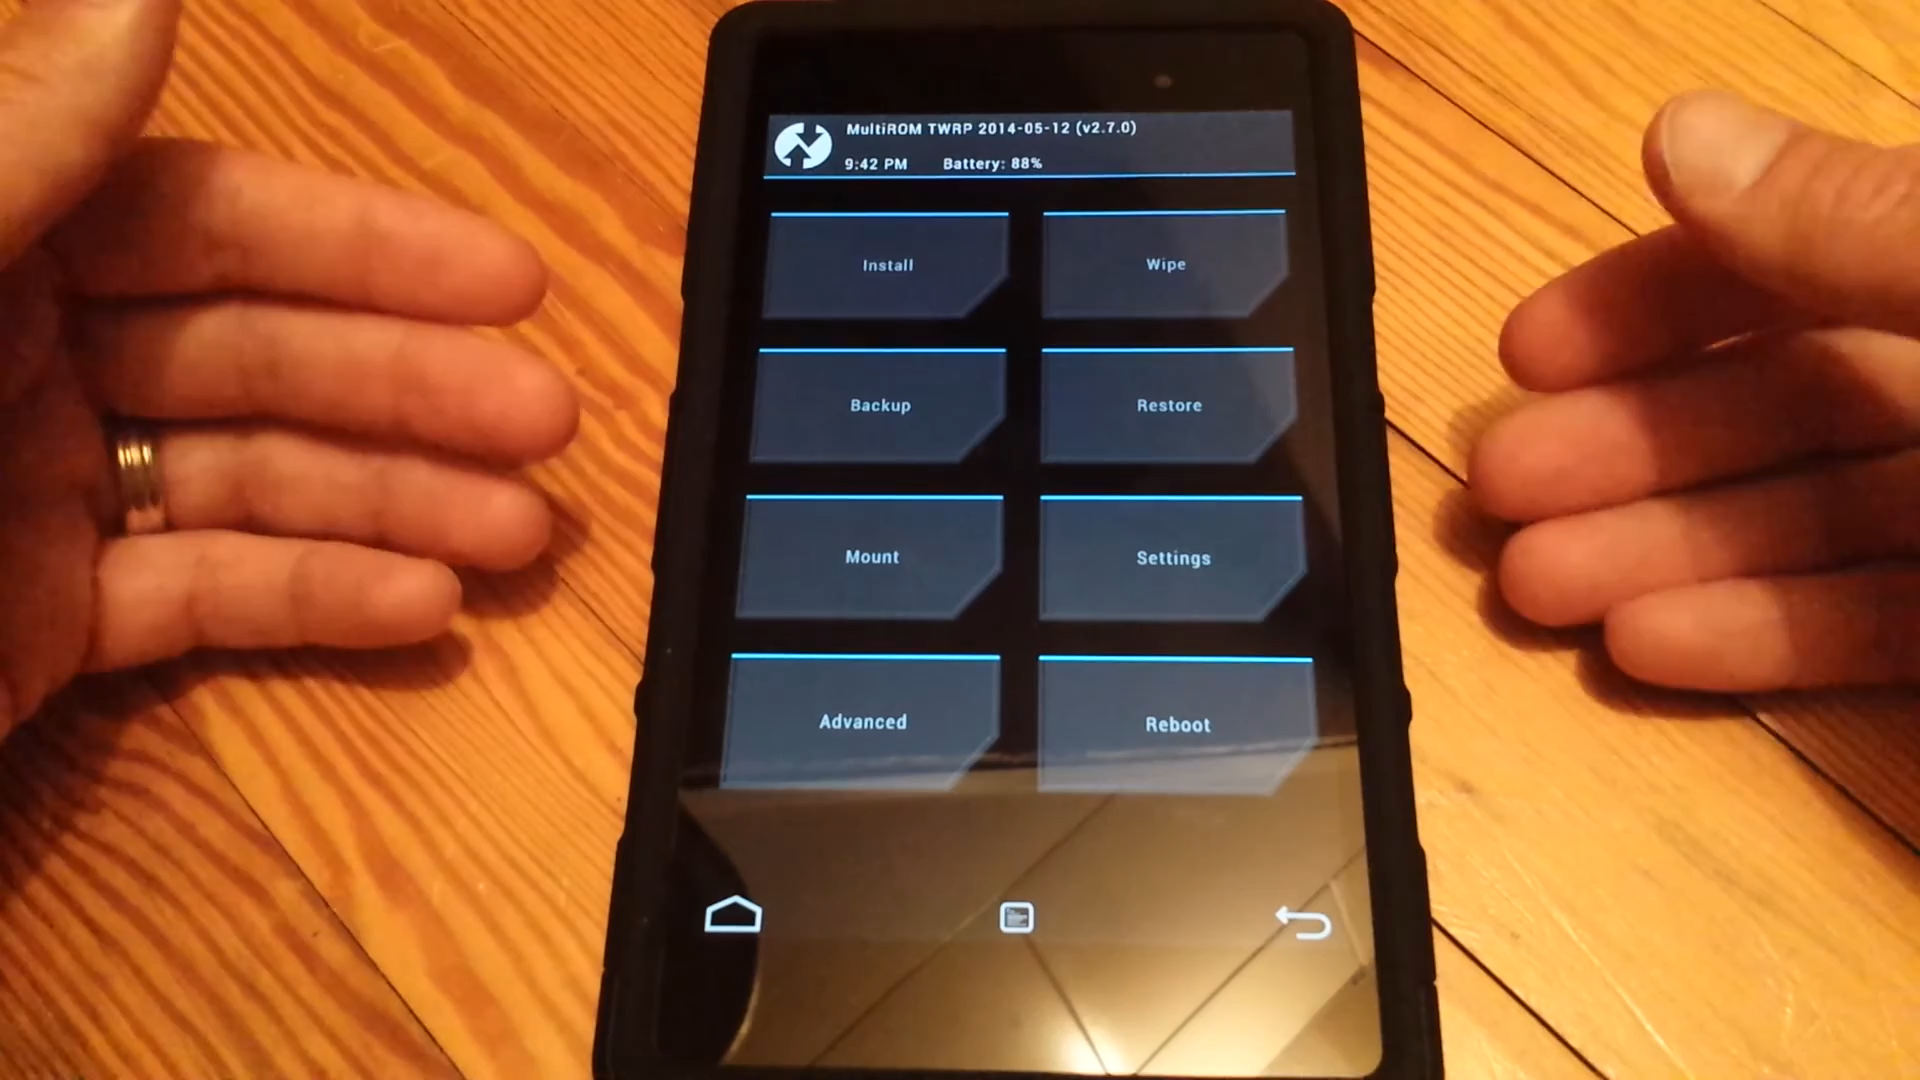 MultiROM TWRP 2014-05-12 (v2.7.0)
9:42 PM Battery: 88%
Install Wipe
Backup Restore
Mount Settings
Advanced Reboot